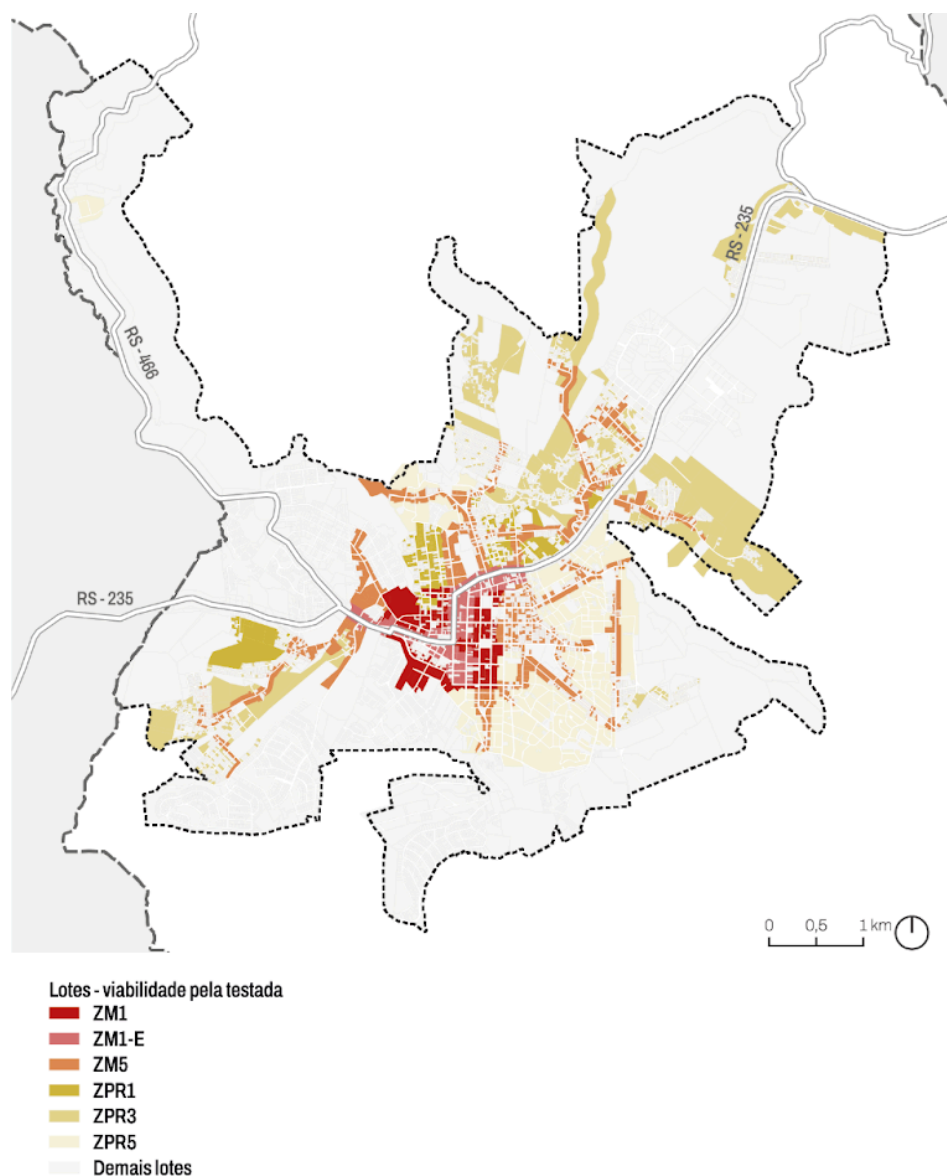 RS - 235
RS - 466
RS - 235
0 0,5 1 km
Lotes - viabilidade pela testada
ZM1
ZM1-E
ZM5
ZPR1
ZPR3
ZPR5
Demais lotes